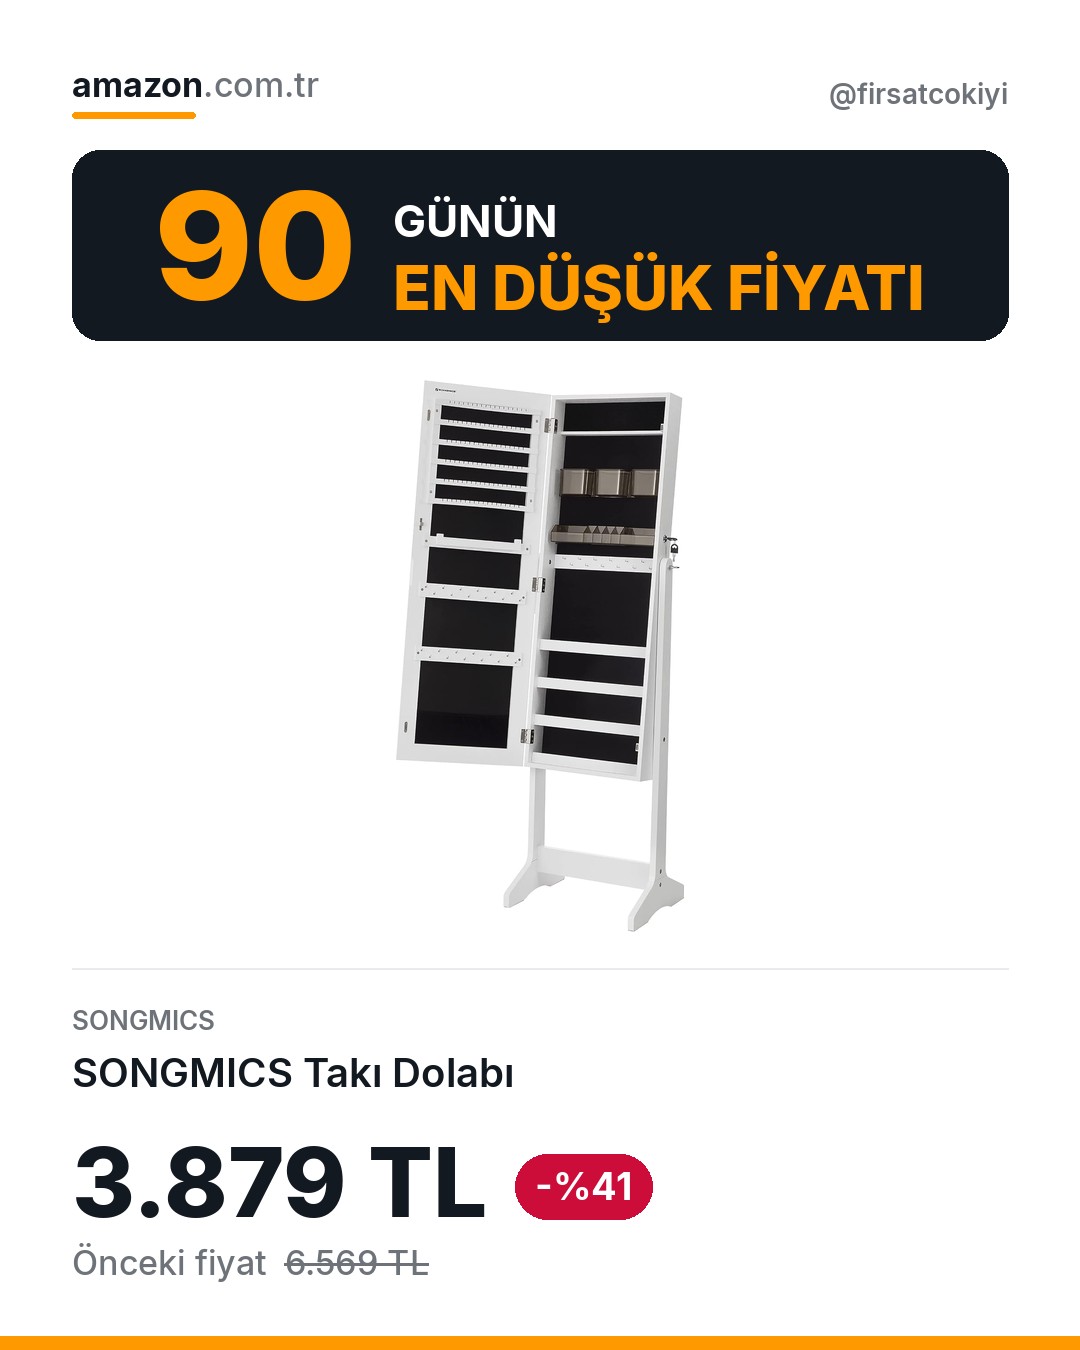 amazon.com.tr
@firsatcokiyi
90 GÜNÜN
EN DÜŞÜK FİYATI
SONGMICS
SONGMICS Takı Dolabı
3.879 TL -%41
Önceki fiyat 6.569 TL